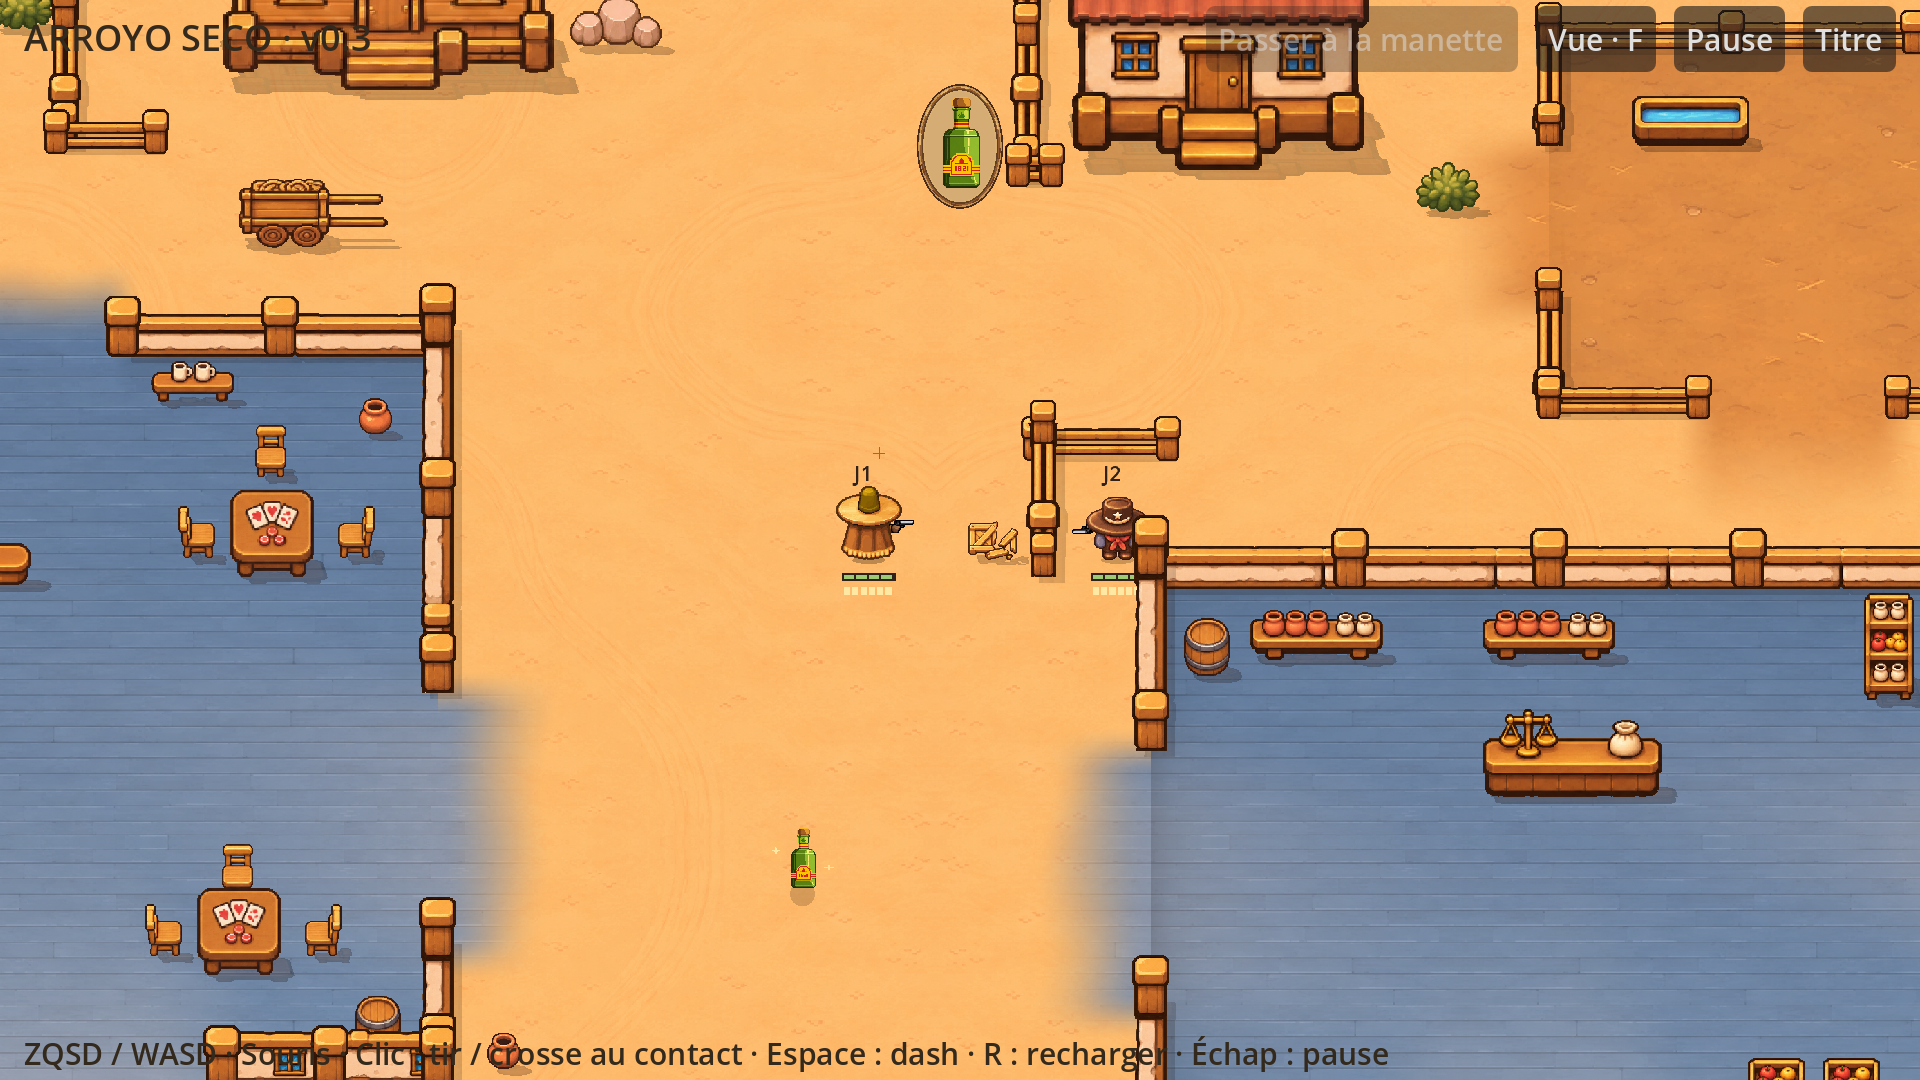 ARROYO SECO · v0.3
Passer à la manette
Vue · F
Pause
Titre
J1
J2
ZQSD / WASD · Souris · Clic : tir / crosse au contact · Espace : dash · R : recharger · Échap : pause